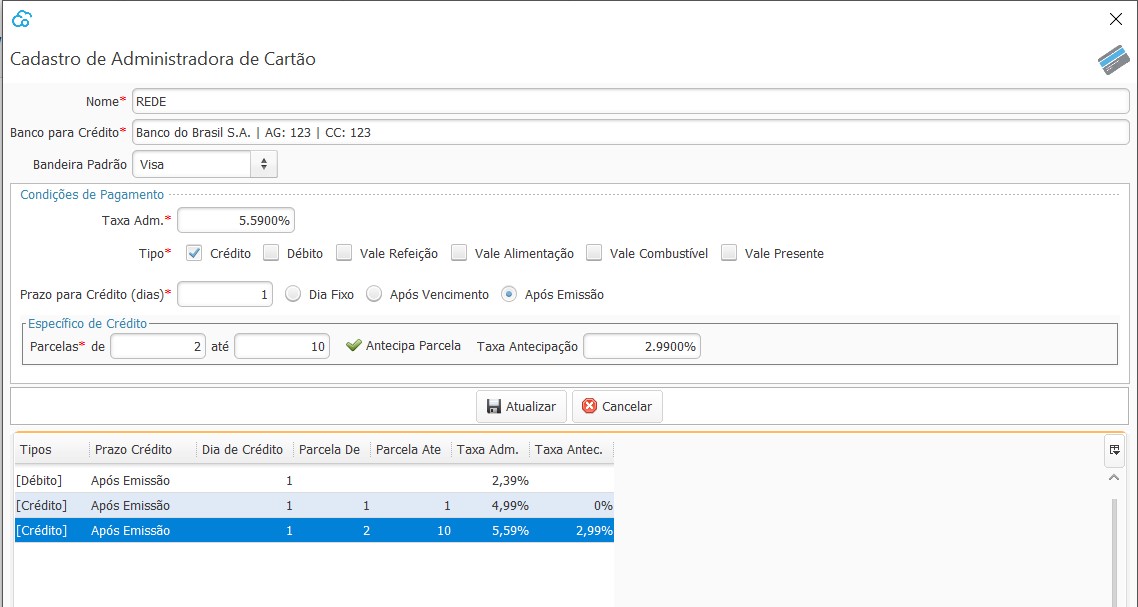 Cadastro de Administradora de Cartão
Nome* REDE
Banco para Crédito* Banco do Brasil S.A. | AG: 123 | CC: 123
Bandeira Padrão Visa
Condições de Pagamento
Taxa Adm.* 5.5900%
Tipo* Crédito Débito Vale Refeição Vale Alimentação Vale Combustível Vale Presente
Prazo para Crédito (dias)* 1 Dia Fixo Após Vencimento Após Emissão
Específico de Crédito
Parcelas* de 2 até 10 Antecipa Parcela Taxa Antecipação 2.9900%
Atualizar Cancelar
Tipos Prazo Crédito Dia de Crédito Parcela De Parcela Ate Taxa Adm. Taxa Antec.
[Débito] Após Emissão 1 2,39%
[Crédito] Após Emissão 1 1 1 4,99% 0%
[Crédito] Após Emissão 1 2 10 5,59% 2,99%